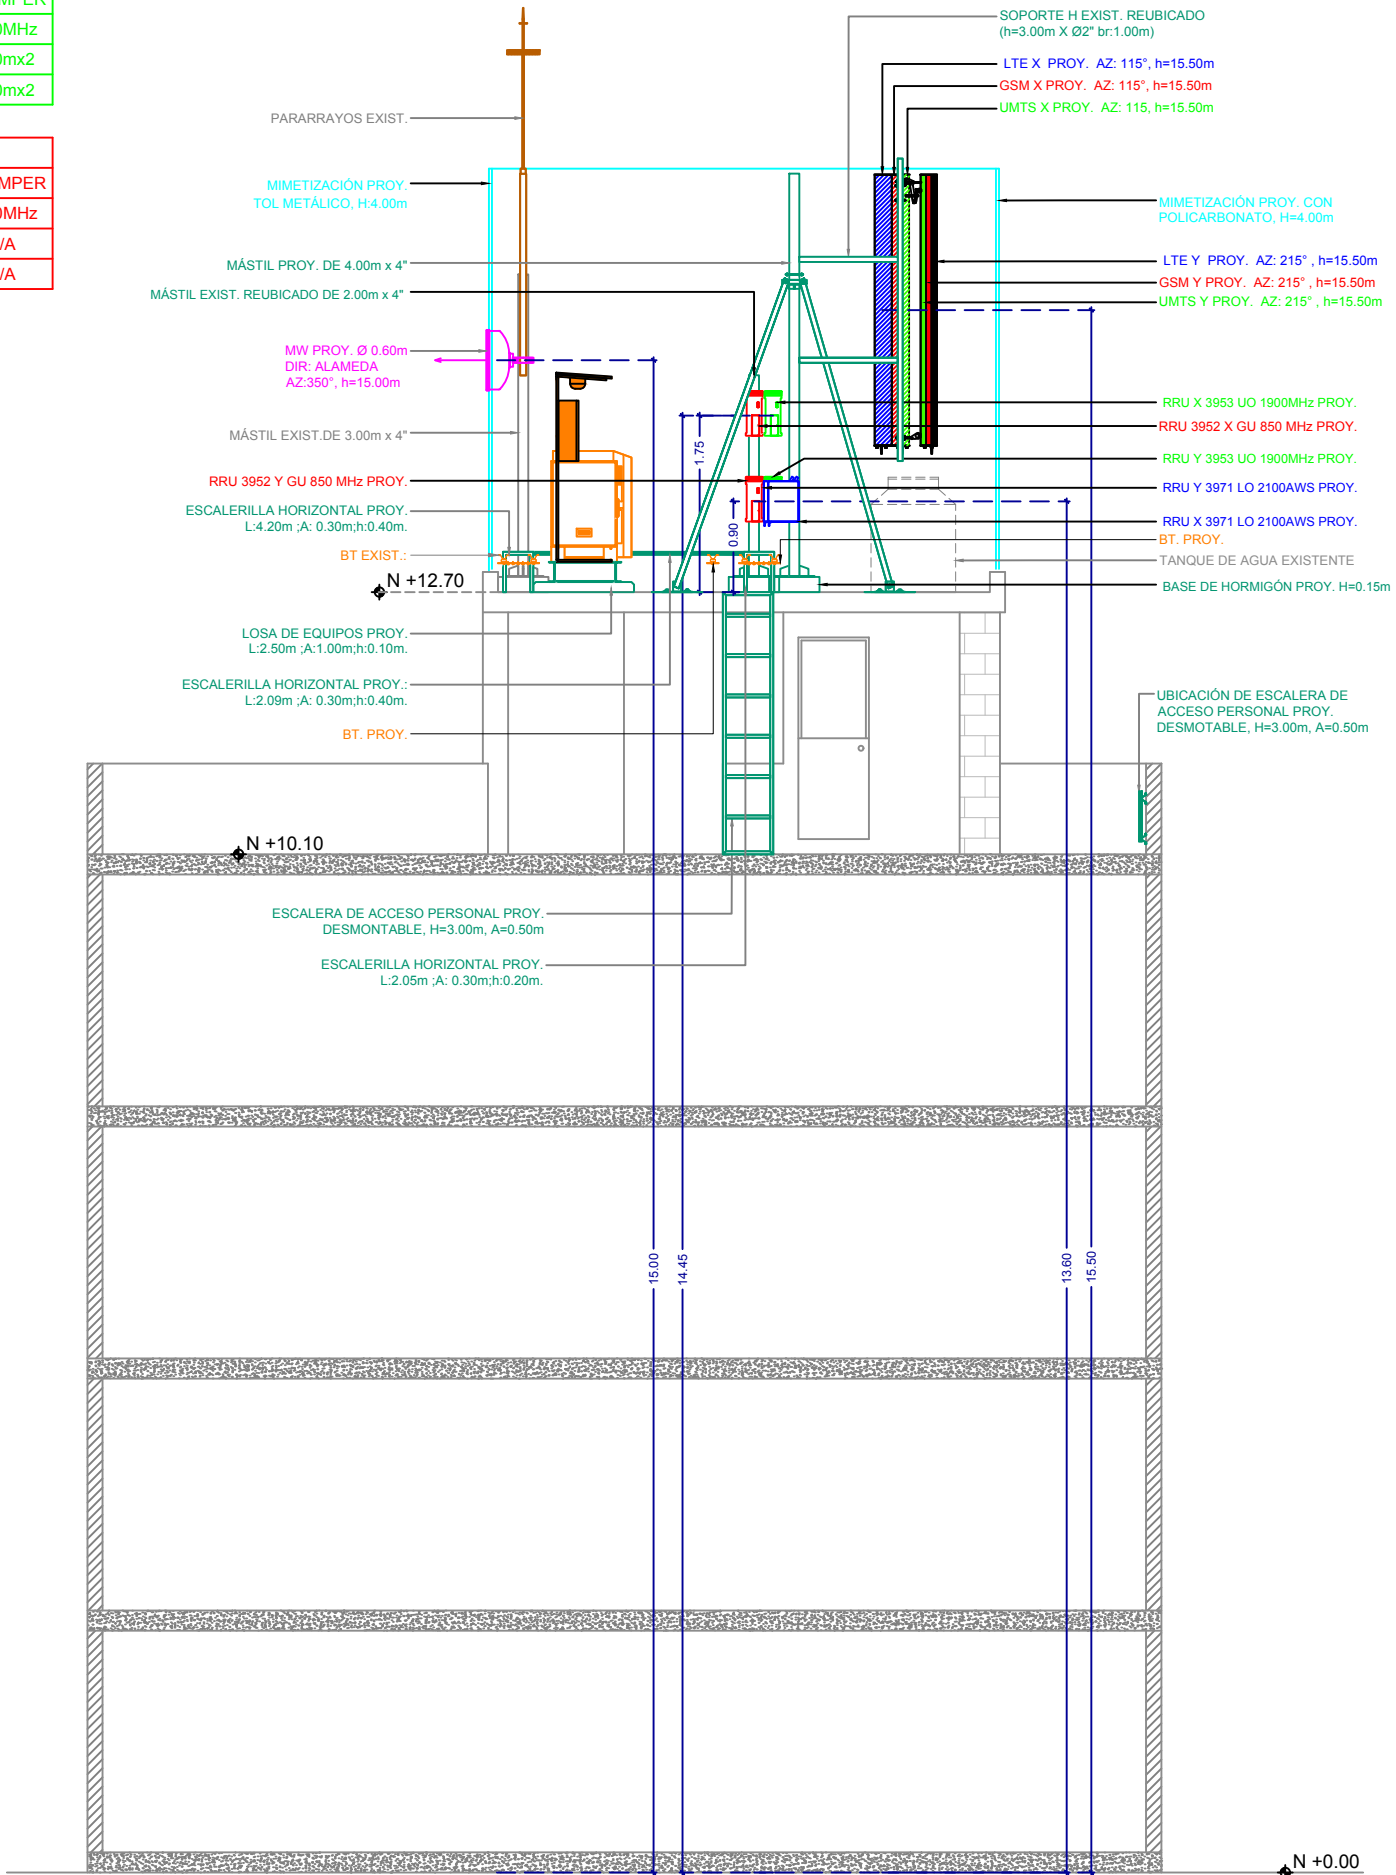 SOPORTE H EXIST. REUBICADO
(h=3.00m X Ø2" br:1.00m)
LTE X PROY. AZ: 115°, h=15.50m
GSM X PROY. AZ: 115°, h=15.50m
UMTS X PROY. AZ: 115, h=15.50m
PARARRAYOS EXIST.
MIMETIZACIÓN PROY.
TOL METÁLICO, H:4.00m
MIMETIZACIÓN PROY. CON
POLICARBONATO, H=4.00m
MÁSTIL PROY. DE 4.00m x 4"
MÁSTIL EXIST. REUBICADO DE 2.00m x 4"
LTE Y PROY. AZ: 215° , h=15.50m
GSM Y PROY. AZ: 215° , h=15.50m
UMTS Y PROY. AZ: 215° , h=15.50m
MW PROY. Ø 0.60m
DIR: ALAMEDA
AZ:350°, h=15.00m
MÁSTIL EXIST.DE 3.00m x 4"
RRU X 3953 UO 1900MHz PROY.
RRU 3952 X GU 850 MHz PROY.
RRU Y 3953 UO 1900MHz PROY.
RRU Y 3971 LO 2100AWS PROY.
RRU X 3971 LO 2100AWS PROY.
BT. PROY.
TANQUE DE AGUA EXISTENTE
BASE DE HORMIGÓN PROY. H=0.15m
RRU 3952 Y GU 850 MHz PROY.
ESCALERILLA HORIZONTAL PROY.
L:4.20m ;A: 0.30m;h:0.40m.
BT EXIST.:
N +12.70
1.75
0.90
LOSA DE EQUIPOS PROY.
L:2.50m ;A:1.00m;h:0.10m.
ESCALERILLA HORIZONTAL PROY.:
L:2.09m ;A: 0.30m;h:0.40m.
BT. PROY.
UBICACIÓN DE ESCALERA DE
ACCESO PERSONAL PROY.
DESMOTABLE, H=3.00m, A=0.50m
N +10.10
ESCALERA DE ACCESO PERSONAL PROY.
DESMONTABLE, H=3.00m, A=0.50m
ESCALERILLA HORIZONTAL PROY.
L:2.05m ;A: 0.30m;h:0.20m.
15.00
14.45
13.60
15.50
N +0.00